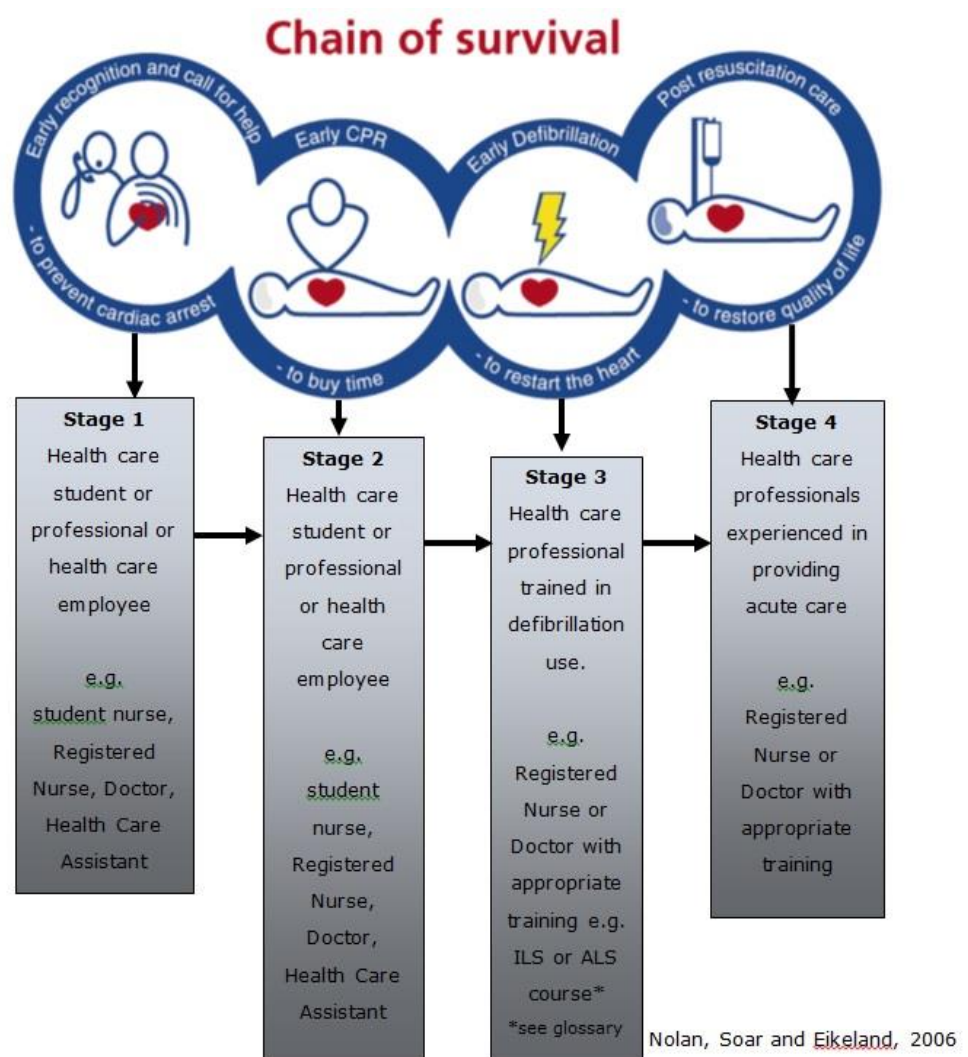 Chain of survival
Early recognition and call for help
- to prevent cardiac arrest
Early CPR
- to buy time
Early Defibrillation
- to restart the heart
Post resuscitation care
- to restore quality of life
Stage 1
Health care
student or
professional or
health care
employee
e.g.
student nurse,
Registered
Nurse, Doctor,
Health Care
Assistant
Stage 2
Health care
student or
professional
or health
care
employee
e.g.
student
nurse,
Registered
Nurse,
Doctor,
Health Care
Assistant
Stage 3
Health care
professional
trained in
defibrillation
use.
e.g.
Registered
Nurse or
Doctor with
appropriate
training e.g.
ILS or ALS
course*
*see glossary
Stage 4
Health care
professionals
experienced in
providing
acute care
e.g.
Registered
Nurse or
Doctor with
appropriate
training
Nolan, Soar and Eikeland, 2006